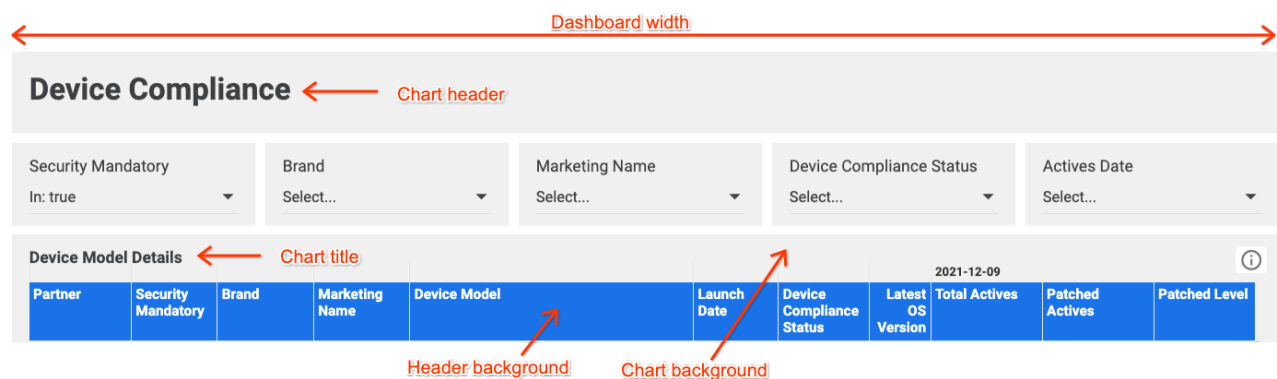 Dashboard width
Device Compliance
Chart header
Security Mandatory
In: true
Brand
Select...
Marketing Name
Select...
Device Compliance Status
Select...
Actives Date
Select...
Device Model Details
Chart title
2021-12-09
Partner
Security
Mandatory
Brand
Marketing
Name
Device Model
Launch
Date
Device
Compliance
Status
Latest
OS
Version
Total Actives
Patched
Actives
Patched Level
Header background
Chart background